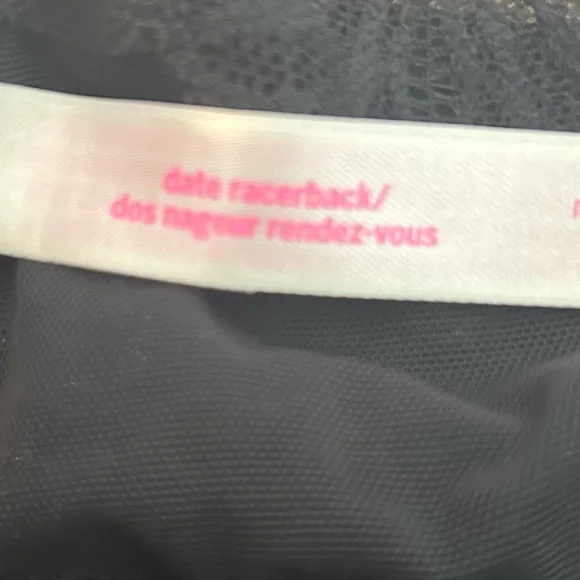 date racerback/
dos nageur rendez-vous